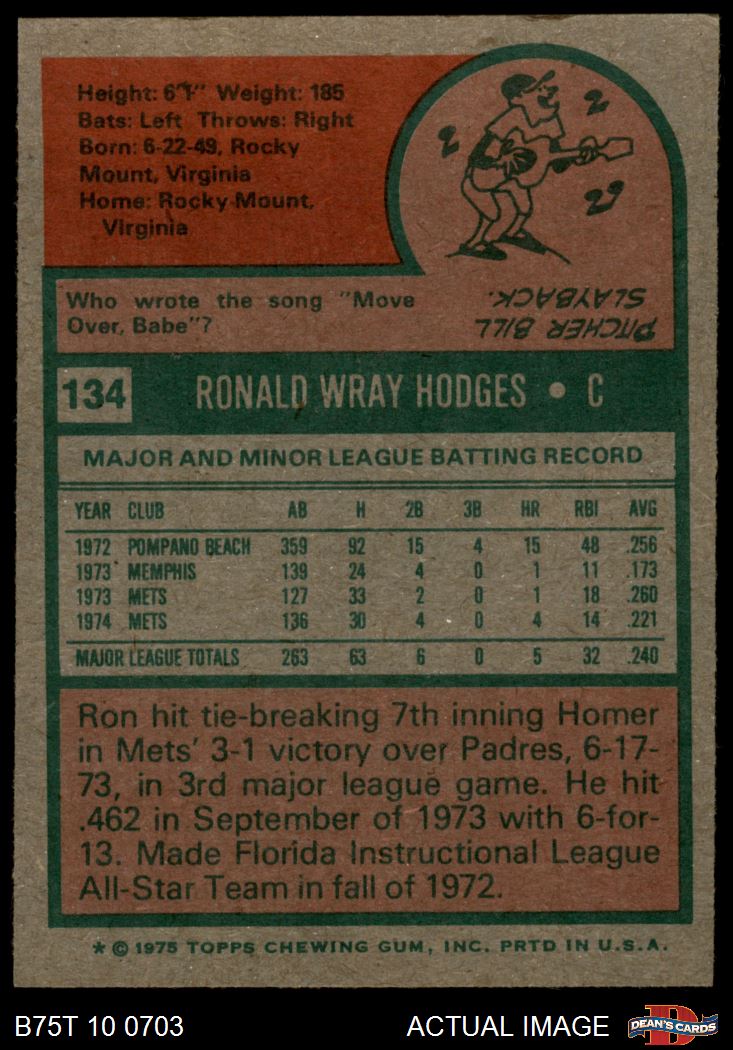 Height: 6'1" Weight: 185
Bats: Left Throws: Right
Born: 6-22-49, Rocky
Mount, Virginia
Home: Rocky Mount,
Virginia
Who wrote the song "Move
Over, Babe"?
PITCHER BILL
SLAYBACK.
134 RONALD WRAY HODGES • C
MAJOR AND MINOR LEAGUE BATTING RECORD
YEAR CLUB AB H 2B 3B HR RBI AVG
1972 POMPANO BEACH 359 92 15 4 15 48 .256
1973 MEMPHIS 139 24 4 0 1 11 .173
1973 METS 127 33 2 0 1 18 .260
1974 METS 136 30 4 0 4 14 .221
MAJOR LEAGUE TOTALS 263 63 6 0 5 32 .240
Ron hit tie-breaking 7th inning Homer
in Mets' 3-1 victory over Padres, 6-17-
73, in 3rd major league game. He hit
.462 in September of 1973 with 6-for-
13. Made Florida Instructional League
All-Star Team in fall of 1972.
* © 1975 TOPPS CHEWING GUM, INC. PRTD IN U.S.A.
B75T 10 0703 ACTUAL IMAGE D DEAN'S CARDS